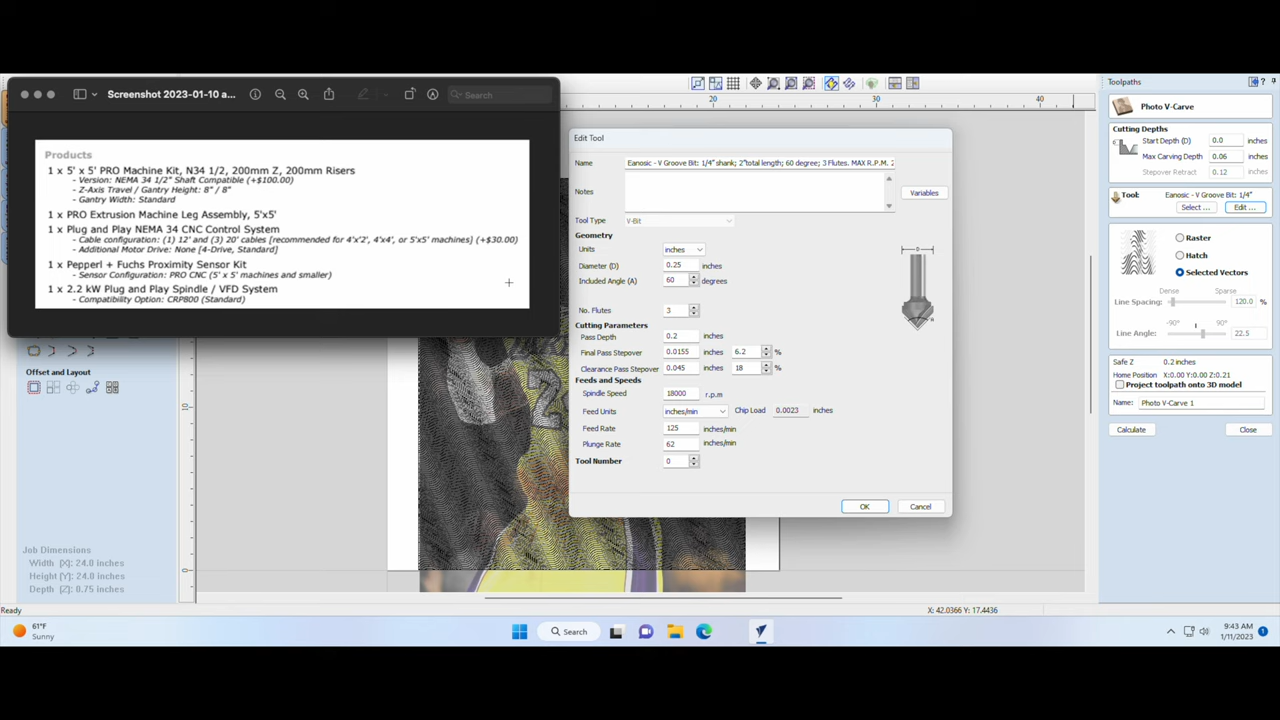 Screenshot 2023-01-10 a...
Search
Products
1 x 5' x 5' PRO Machine Kit, N34 1/2, 200mm Z, 200mm Risers
- Version: NEMA 34 1/2" Shaft Compatible (+$100.00)
- Z-Axis Travel / Gantry Height: 8" / 8"
- Gantry Width: Standard
1 x PRO Extrusion Machine Leg Assembly, 5'x5'
1 x Plug and Play NEMA 34 CNC Control System
- Cable configuration: (1) 12' and (3) 20' cables [recommended for 4'x2', 4'x4', or 5'x5' machines] (+$30.00)
- Additional Motor Drive: None [4-Drive, Standard]
1 x Pepperl + Fuchs Proximity Sensor Kit
- Sensor Configuration: PRO CNC (5' x 5' machines and smaller)
1 x 2.2 kW Plug and Play Spindle / VFD System
- Compatibility Option: CRP800 (Standard)
Offset and Layout
Job Dimensions
Width [X]: 24.0 inches
Height [Y]: 24.0 inches
Depth [Z]: 0.75 inches
Ready
20
30
40
10
0
Edit Tool
Name Eanosic - V Groove Bit: 1/4" shank; 2"total length; 60 degree; 3 Flutes. MAX R.P.M. 2
Notes
Variables
Tool Type V-Bit
Geometry
Units inches
Diameter (D) 0.25 inches
Included Angle (A) 60 degrees
No. Flutes 3
Cutting Parameters
Pass Depth 0.2 inches
Final Pass Stepover 0.0155 inches 6.2 %
Clearance Pass Stepover 0.045 inches 18 %
Feeds and Speeds
Spindle Speed 18000 r.p.m
Feed Units inches/min Chip Load 0.0023 inches
Feed Rate 125 inches/min
Plunge Rate 62 inches/min
Tool Number 0
OK Cancel
D
A
Toolpaths
Photo V-Carve
Cutting Depths
Start Depth (D) 0.0 inches
Max Carving Depth 0.06 inches
Stepover Retract 0.12 inches
Tool: Eanosic - V Groove Bit: 1/4"
Select ... Edit ...
Raster
Hatch
Selected Vectors
Dense Sparse
Line Spacing: 120.0 %
-90° 90°
Line Angle: 22.5
Safe Z 0.2 inches
Home Position X:0.00 Y:0.00 Z:0.21
Project toolpath onto 3D model
Name: Photo V-Carve 1
Calculate Close
X: 42.0366 Y: 17.4436
61°F
Sunny
Search
9:43 AM
1/11/2023
1